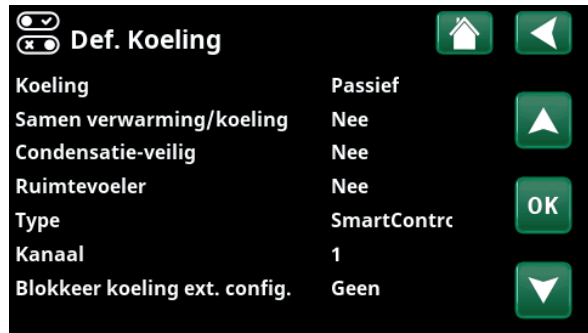 Def. Koeling
Koeling Passief
Samen verwarming/koeling Nee
Condensatie-veilig Nee
Ruimtevoeler Nee
OK
Type SmartContrc
Kanaal 1
Blokkeer koeling ext. config. Geen